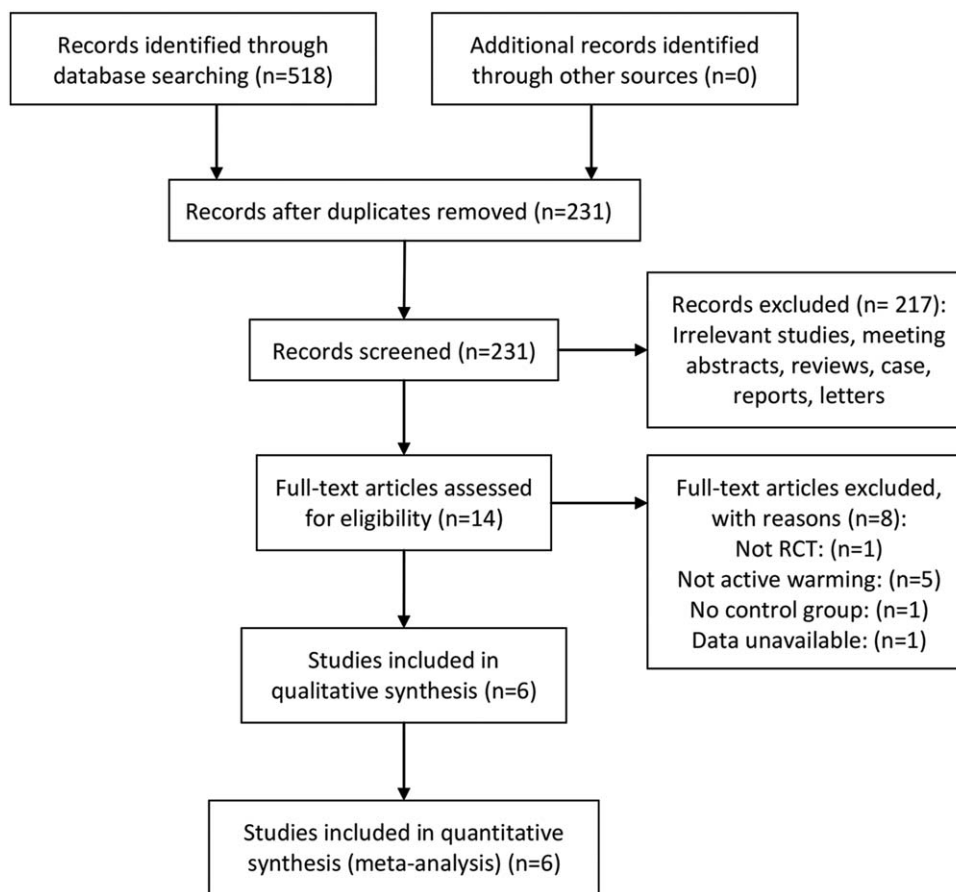 Records identified through
database searching (n=518)
Additional records identified
through other sources (n=0)
Records after duplicates removed (n=231)
Records screened (n=231)
Records excluded (n= 217):
Irrelevant studies, meeting
abstracts, reviews, case,
reports, letters
Full-text articles assessed
for eligibility (n=14)
Full-text articles excluded,
with reasons (n=8):
Not RCT: (n=1)
Not active warming: (n=5)
No control group: (n=1)
Data unavailable: (n=1)
Studies included in
qualitative synthesis (n=6)
Studies included in quantitative
synthesis (meta-analysis) (n=6)